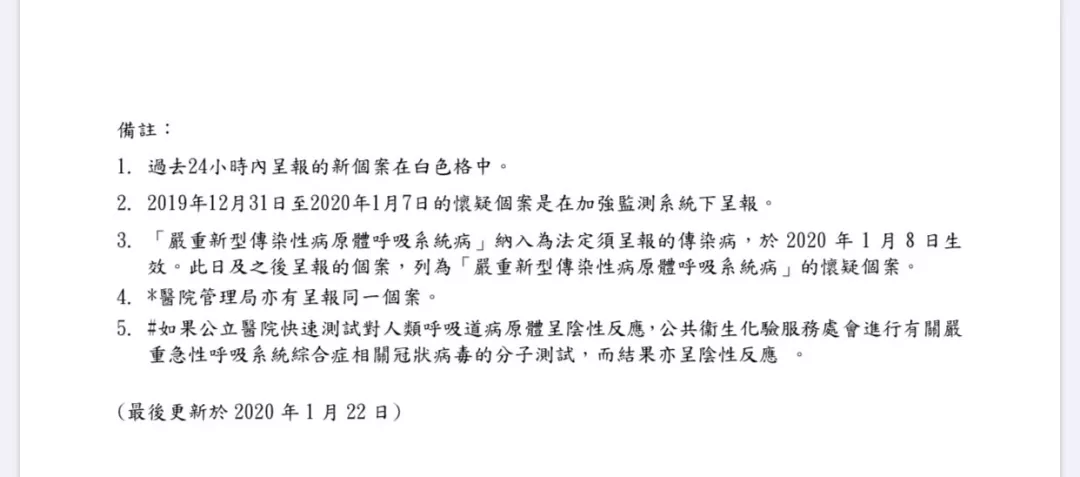 備註：
1. 過去24小時內呈報的新個案在白色格中。
2. 2019年12月31日至2020年1月7日的懷疑個案是在加強監測系統下呈報。
3. 「嚴重新型傳染性病原體呼吸系統病」納入為法定須呈報的傳染病，於 2020 年 1 月 8 日生
效。此日及之後呈報的個案，列為「嚴重新型傳染性病原體呼吸系統病」的懷疑個案。
4. *醫院管理局亦有呈報同一個案。
5. #如果公立醫院快速測試對人類呼吸道病原體呈陰性反應，公共衞生化驗服務處會進行有關嚴
重急性呼吸系統綜合症相關冠狀病毒的分子測試，而結果亦呈陰性反應 。
（最後更新於 2020 年 1 月 22 日）